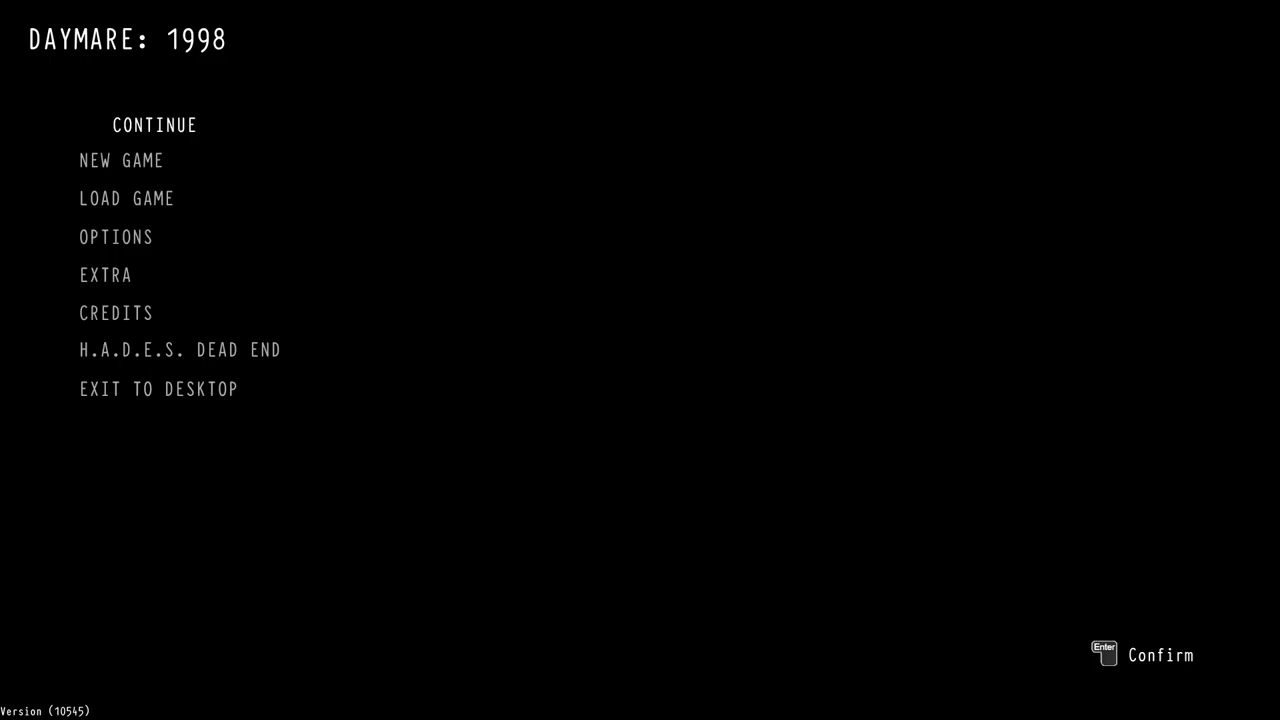 DAYMARE: 1998
CONTINUE
NEW GAME
LOAD GAME
OPTIONS
EXTRA
CREDITS
H.A.D.E.S. DEAD END
EXIT TO DESKTOP
Enter Confirm
Version (10545)